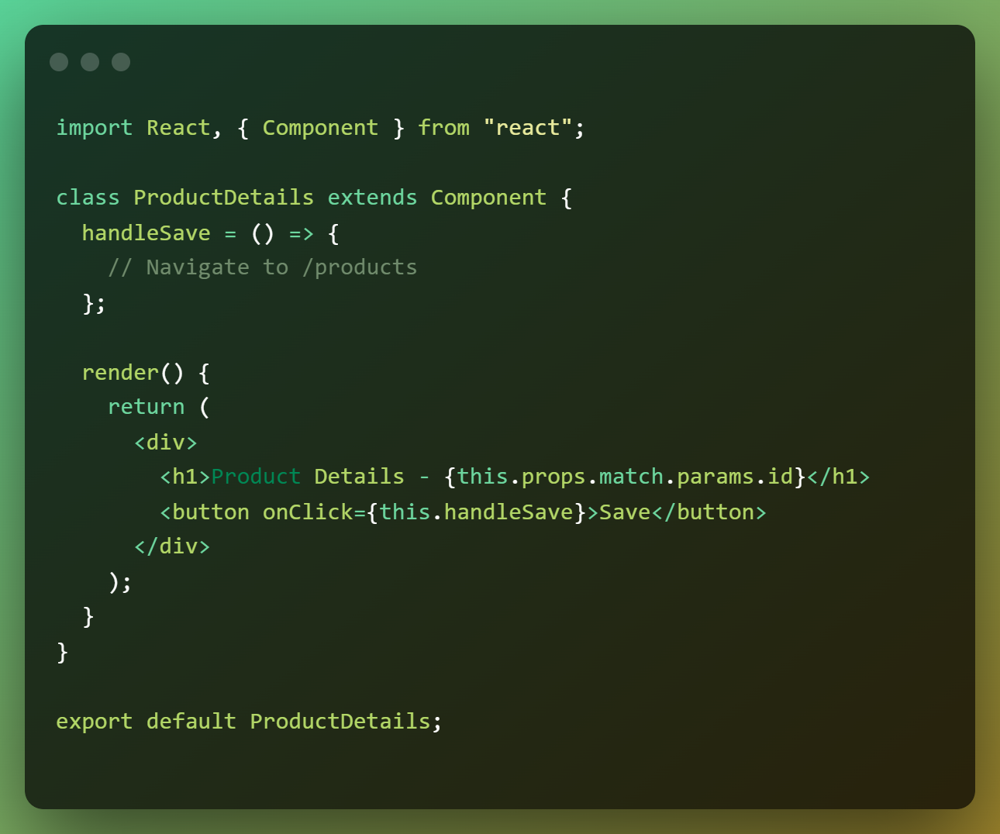 import React, { Component } from "react";

class ProductDetails extends Component {
  handleSave = () => {
    // Navigate to /products
  };

  render() {
    return (
      <div>
        <h1>Product Details - {this.props.match.params.id}</h1>
        <button onClick={this.handleSave}>Save</button>
      </div>
    );
  }
}

export default ProductDetails;